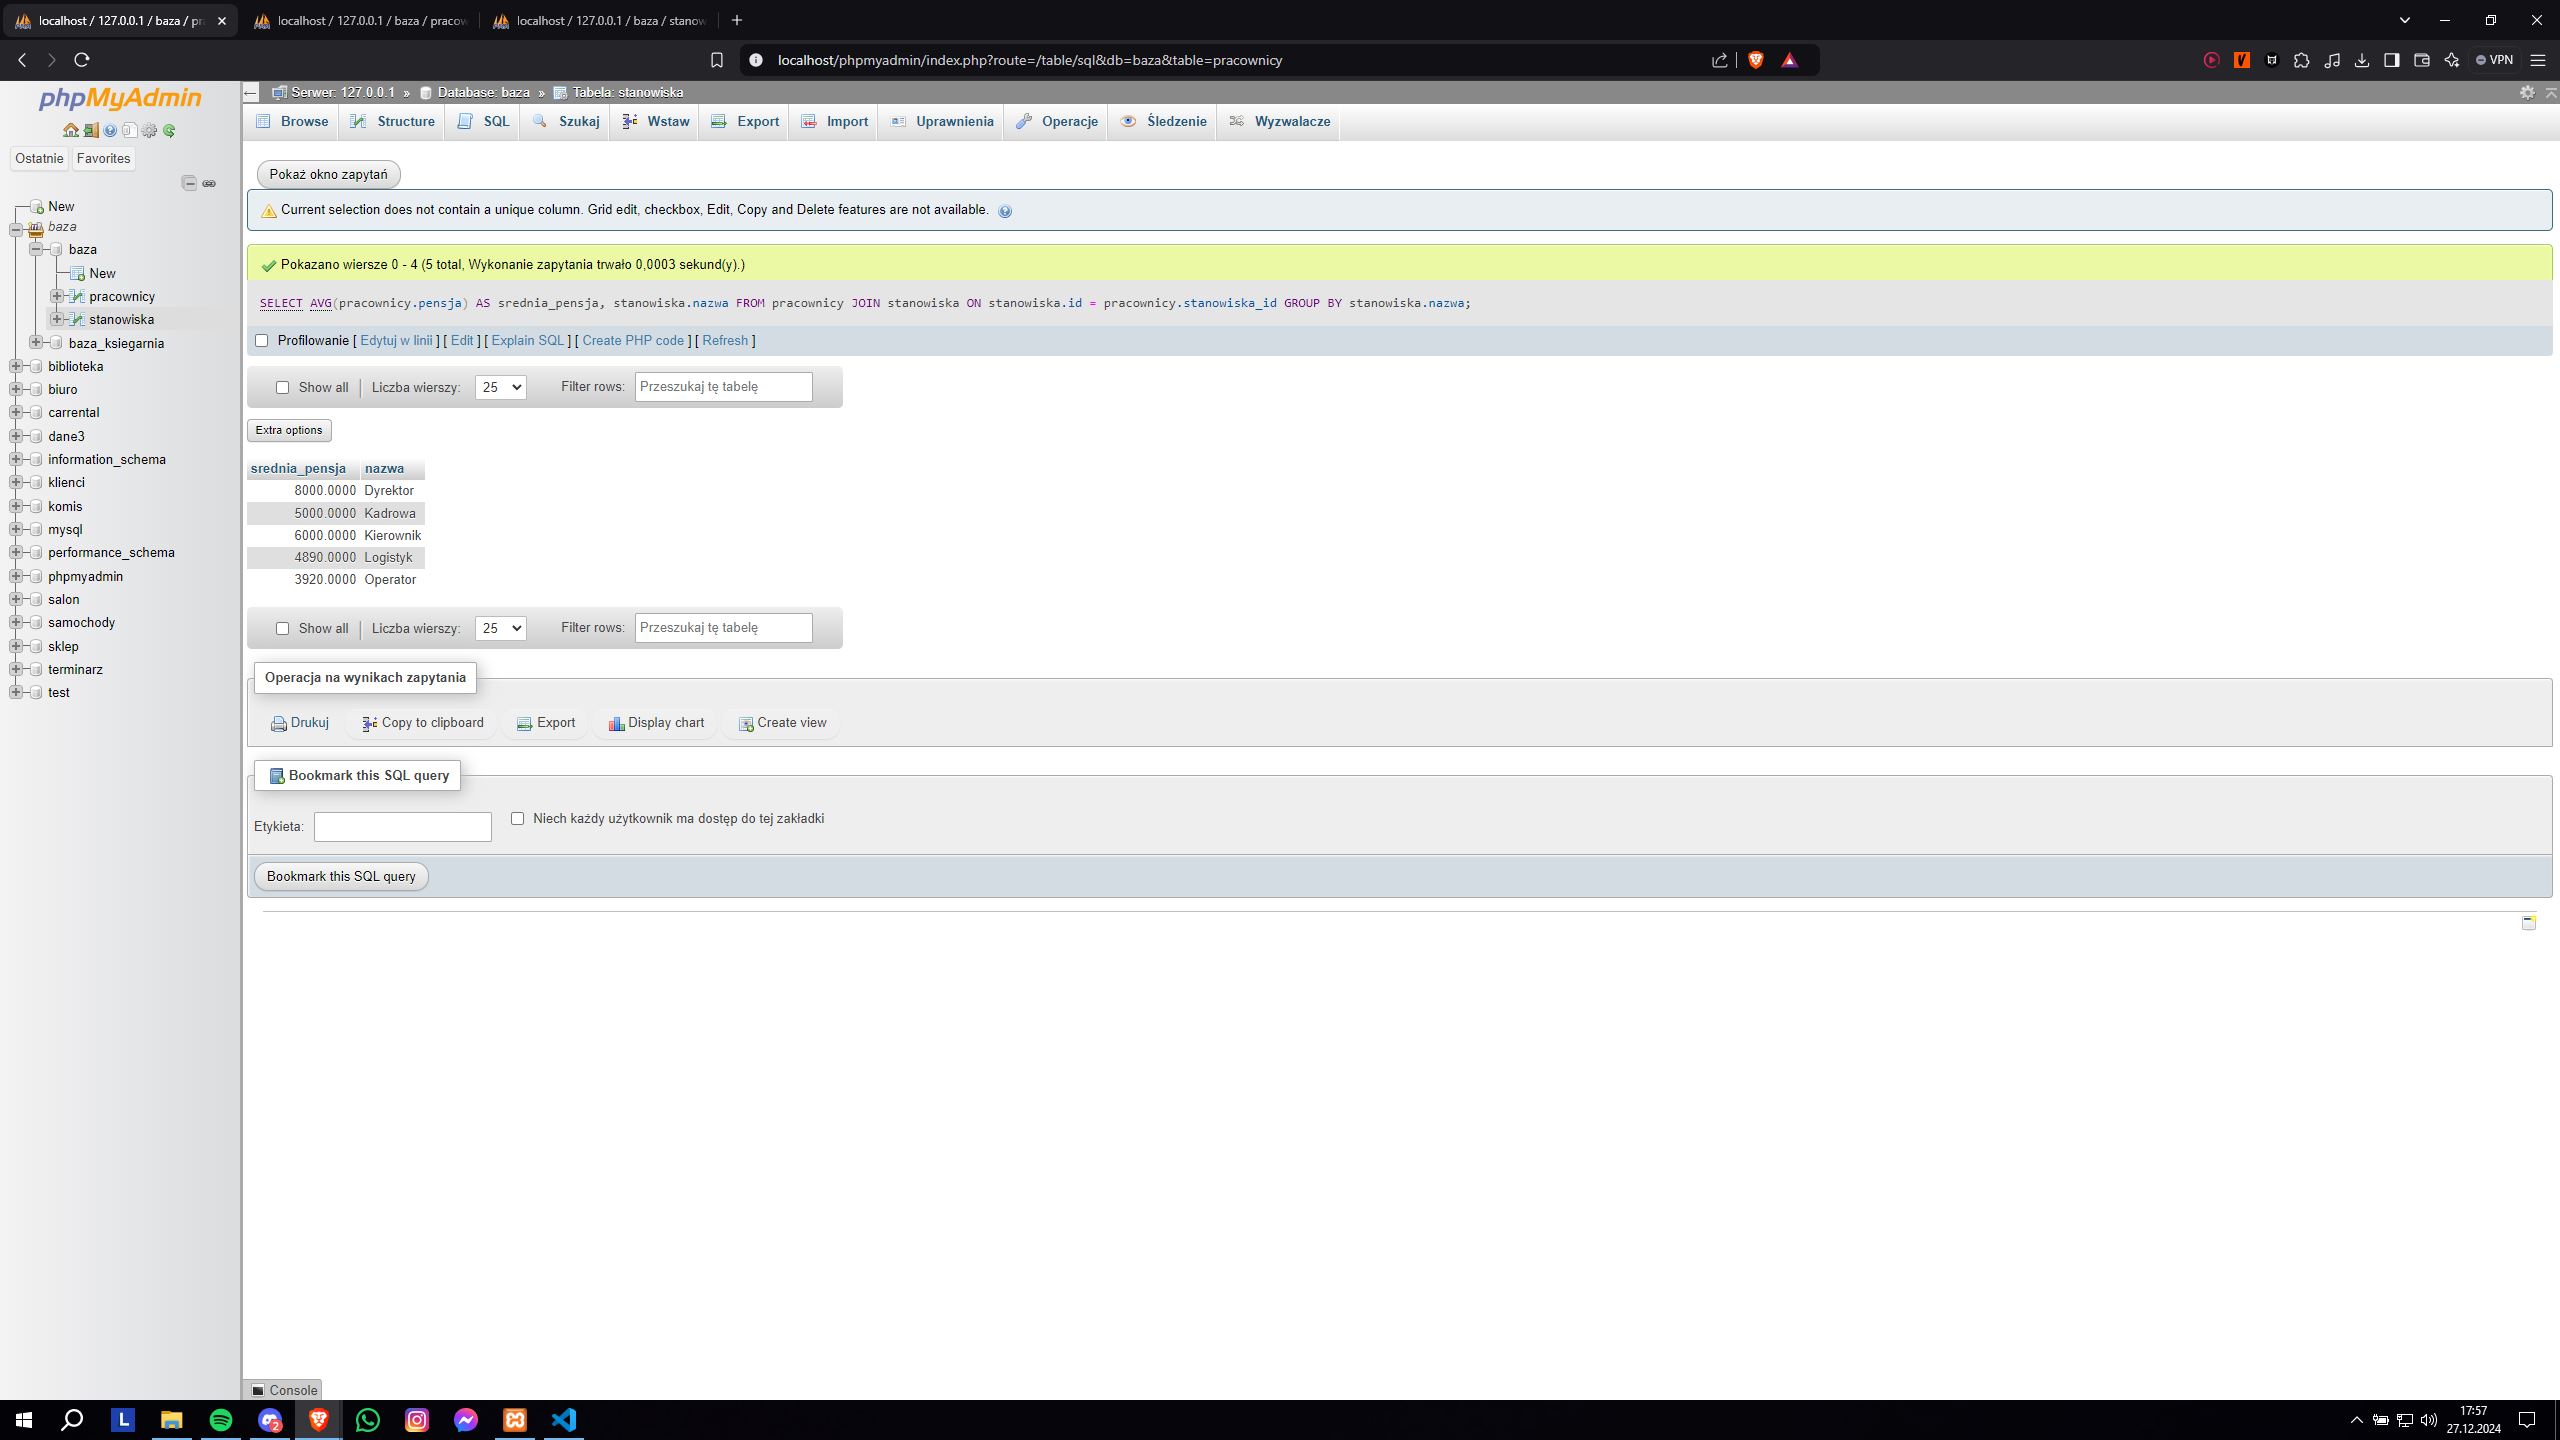 localhost / 127.0.0.1 / baza / pr
localhost / 127.0.0.1 / baza / pracow
localhost / 127.0.0.1 / baza / stanow
localhost/phpmyadmin/index.php?route=/table/sql&db=baza&table=pracownicy
VPN
phpMyAdmin
Ostatnie
Favorites
New
baza
baza
New
pracownicy
stanowiska
baza_ksiegarnia
biblioteka
biuro
carrental
dane3
information_schema
klienci
komis
mysql
performance_schema
phpmyadmin
salon
samochody
sklep
terminarz
test
Serwer: 127.0.0.1 » Database: baza » Tabela: stanowiska
Browse Structure SQL Szukaj Wstaw Export Import Uprawnienia Operacje Śledzenie Wyzwalacze
Pokaż okno zapytań
Current selection does not contain a unique column. Grid edit, checkbox, Edit, Copy and Delete features are not available.
Pokazano wiersze 0 - 4 (5 total, Wykonanie zapytania trwało 0,0003 sekund(y).)
SELECT AVG(pracownicy.pensja) AS srednia_pensja, stanowiska.nazwa FROM pracownicy JOIN stanowiska ON stanowiska.id = pracownicy.stanowiska_id GROUP BY stanowiska.nazwa;
Profilowanie [ Edytuj w linii ] [ Edit ] [ Explain SQL ] [ Create PHP code ] [ Refresh ]
Show all | Liczba wierszy: 25 Filter rows: Przeszukaj tę tabelę
Extra options
srednia_pensja nazwa
8000.0000 Dyrektor
5000.0000 Kadrowa
6000.0000 Kierownik
4890.0000 Logistyk
3920.0000 Operator
Show all | Liczba wierszy: 25 Filter rows: Przeszukaj tę tabelę
Operacja na wynikach zapytania
Drukuj Copy to clipboard Export Display chart Create view
Bookmark this SQL query
Etykieta: Niech każdy użytkownik ma dostęp do tej zakładki
Bookmark this SQL query
Console
L
2
17:57
27.12.2024